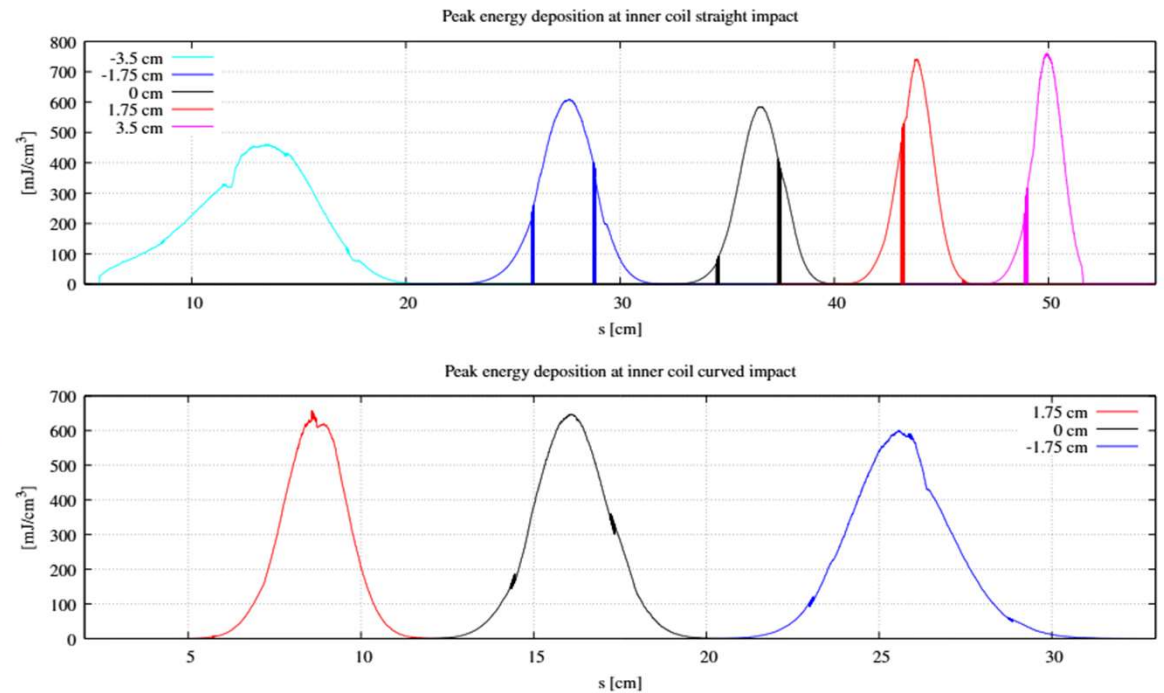 Peak energy deposition at inner coil straight impact
800
700
600
500
400
300
200
100
0
[mJ/cm³]
-3.5 cm
-1.75 cm
0 cm
1.75 cm
3.5 cm
10 20 30 40 50
s [cm]
Peak energy deposition at inner coil curved impact
700
600
500
400
300
200
100
0
[mJ/cm³]
1.75 cm
0 cm
-1.75 cm
5 10 15 20 25 30
s [cm]